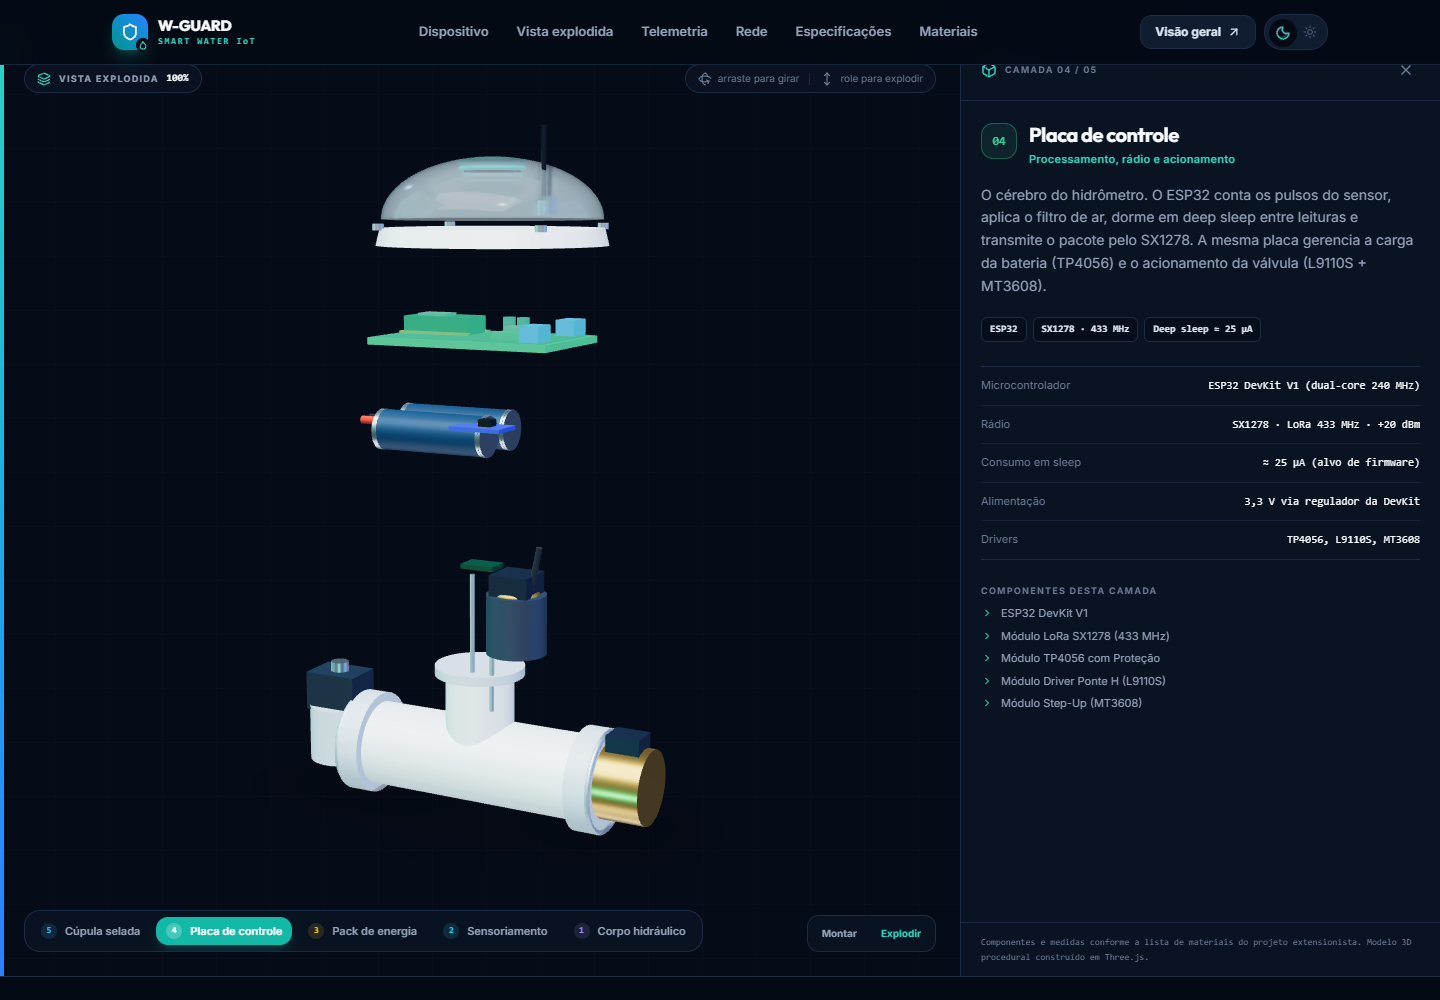 W-GUARD
SMART WATER IoT
Dispositivo
Vista explodida
Telemetria
Rede
Especificações
Materiais
Visão geral
VISTA EXPLODIDA 100%
arraste para girar
role para explodir
CAMADA 04 / 05
04
Placa de controle
Processamento, rádio e acionamento
O cérebro do hidrômetro. O ESP32 conta os pulsos do sensor,
aplica o filtro de ar, dorme em deep sleep entre leituras e
transmite o pacote pelo SX1278. A mesma placa gerencia a carga
da bateria (TP4056) e o acionamento da válvula (L9110S +
MT3608).
ESP32
SX1278 · 433 MHz
Deep sleep ≈ 25 µA
Microcontrolador ESP32 DevKit V1 (dual-core 240 MHz)
Rádio SX1278 · LoRa 433 MHz · +20 dBm
Consumo em sleep ≈ 25 µA (alvo de firmware)
Alimentação 3,3 V via regulador da DevKit
Drivers TP4056, L9110S, MT3608
COMPONENTES DESTA CAMADA
ESP32 DevKit V1
Módulo LoRa SX1278 (433 MHz)
Módulo TP4056 com Proteção
Módulo Driver Ponte H (L9110S)
Módulo Step-Up (MT3608)
5 Cúpula selada
4 Placa de controle
3 Pack de energia
2 Sensoriamento
1 Corpo hidráulico
Montar
Explodir
Componentes e medidas conforme a lista de materiais do projeto extensionista. Modelo 3D
procedural construído em Three.js.